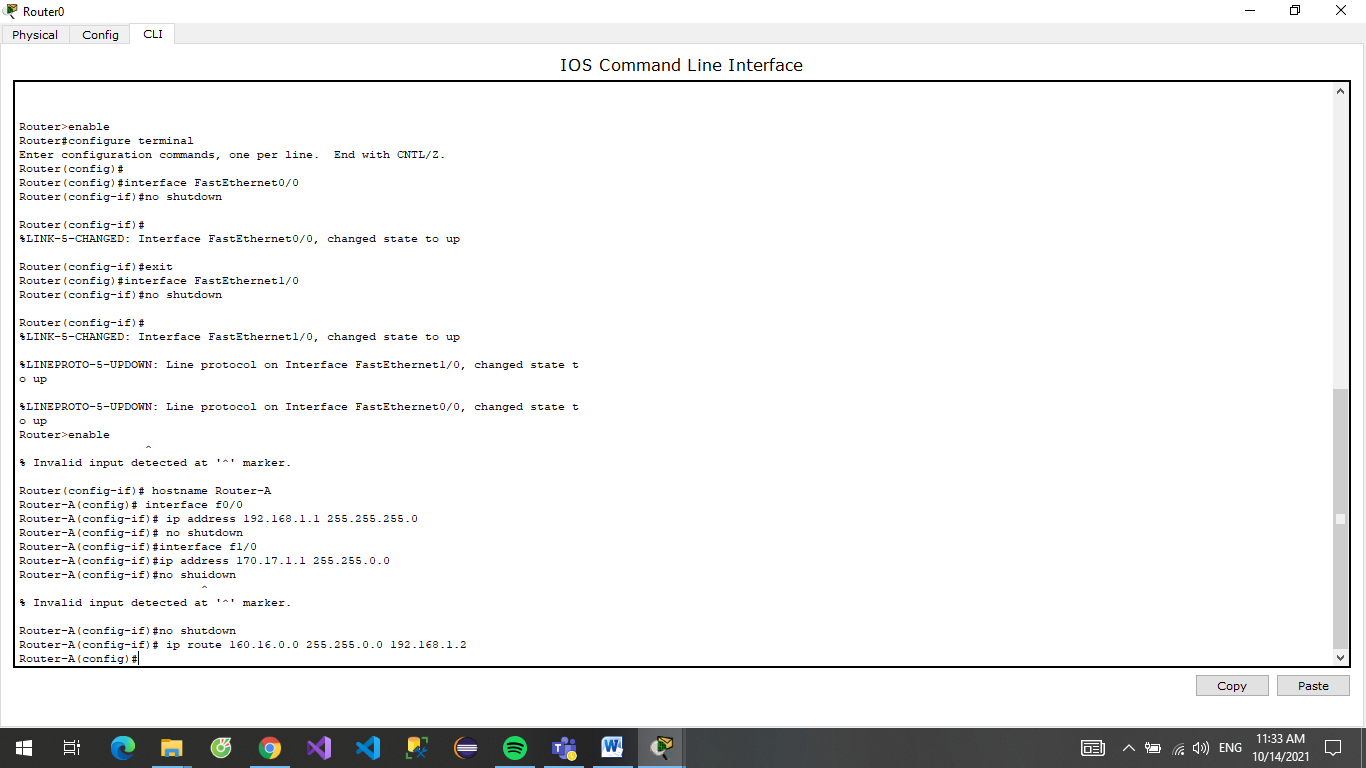 Router0
Physical Config CLI
IOS Command Line Interface
Router>enable
Router#configure terminal
Enter configuration commands, one per line.  End with CNTL/Z.
Router(config)#
Router(config)#interface FastEthernet0/0
Router(config-if)#no shutdown
Router(config-if)#
%LINK-5-CHANGED: Interface FastEthernet0/0, changed state to up
Router(config-if)#exit
Router(config)#interface FastEthernet1/0
Router(config-if)#no shutdown
Router(config-if)#
%LINK-5-CHANGED: Interface FastEthernet1/0, changed state to up
%LINEPROTO-5-UPDOWN: Line protocol on Interface FastEthernet1/0, changed state t
o up
%LINEPROTO-5-UPDOWN: Line protocol on Interface FastEthernet0/0, changed state t
o up
Router>enable
^
% Invalid input detected at '^' marker.
Router(config-if)# hostname Router-A
Router-A(config)# interface f0/0
Router-A(config-if)# ip address 192.168.1.1 255.255.255.0
Router-A(config-if)# no shutdown
Router-A(config-if)#interface f1/0
Router-A(config-if)#ip address 170.17.1.1 255.255.0.0
Router-A(config-if)#no shuidown
^
% Invalid input detected at '^' marker.
Router-A(config-if)#no shutdown
Router-A(config-if)# ip route 160.16.0.0 255.255.0.0 192.168.1.2
Router-A(config)#
Copy Paste
ENG
11:33 AM
10/14/2021